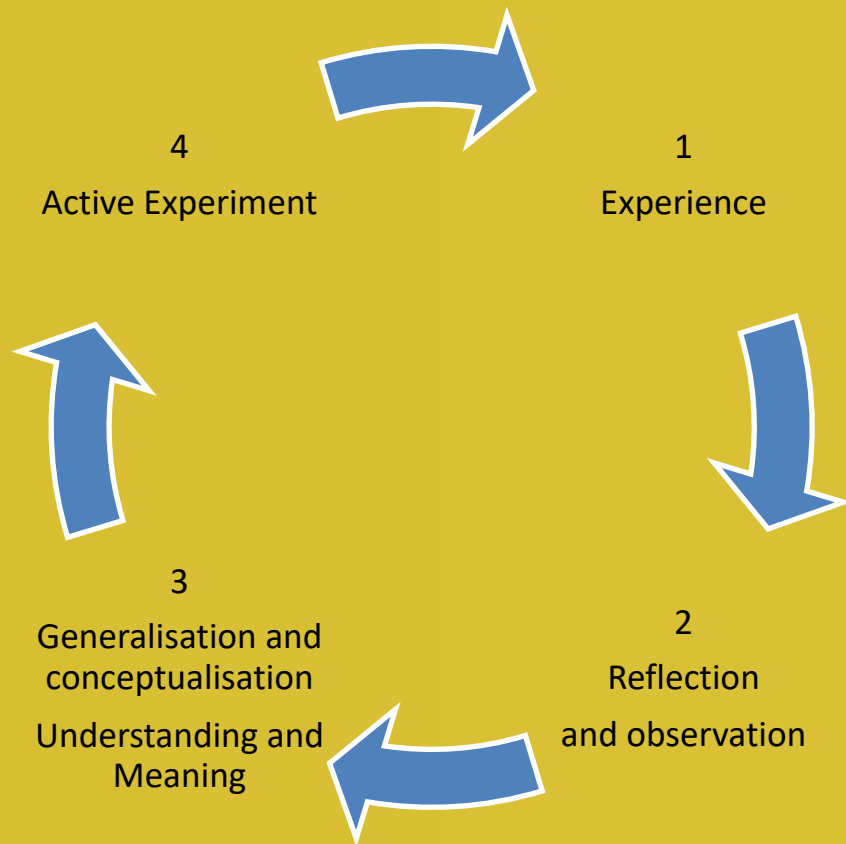 4
Active Experiment
1
Experience
3
Generalisation and
conceptualisation
Understanding and
Meaning
2
Reflection
and observation